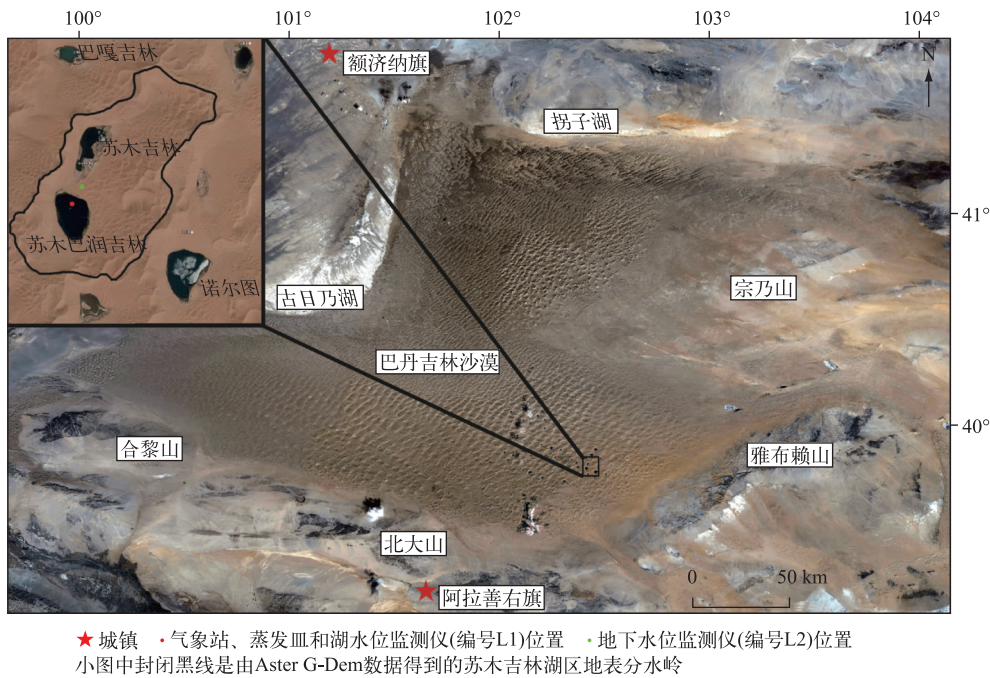 100° 101° 102° 103° 104°
巴嘎吉林
额济纳旗
N
拐子湖
苏木吉林
41°
苏木巴润吉林
诺尔图
古日乃湖
宗乃山
巴丹吉林沙漠
40°
合黎山
雅布赖山
北大山
0 50 km
阿拉善右旗
城镇 气象站、蒸发皿和湖水位监测仪(编号L1)位置 地下水位监测仪(编号L2)位置
小图中封闭黑线是由Aster G-Dem数据得到的苏木吉林湖区地表分水岭